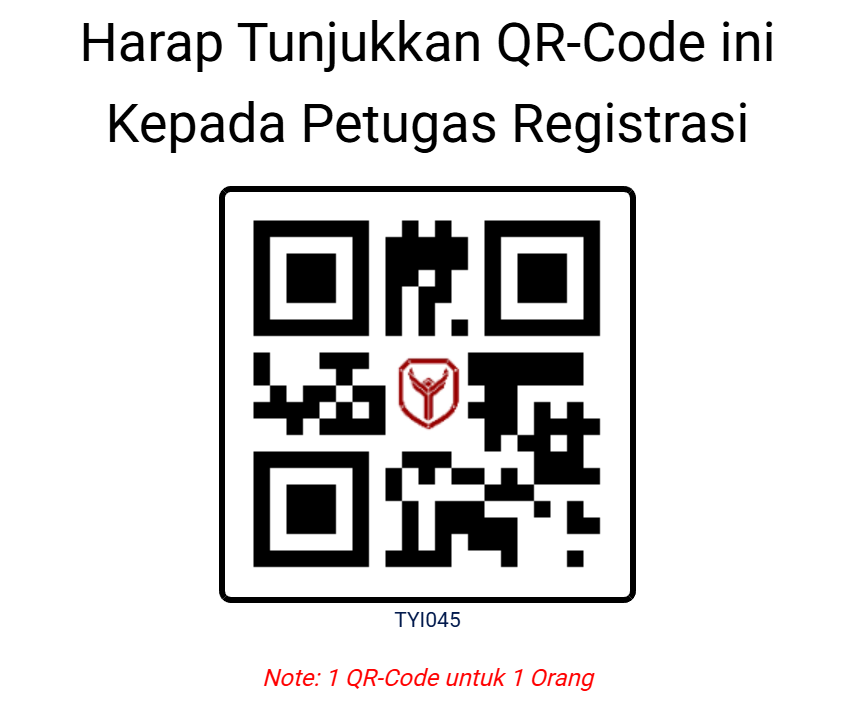 Harap Tunjukkan QR-Code ini
Kepada Petugas Registrasi
TYI045
Note: 1 QR-Code untuk 1 Orang